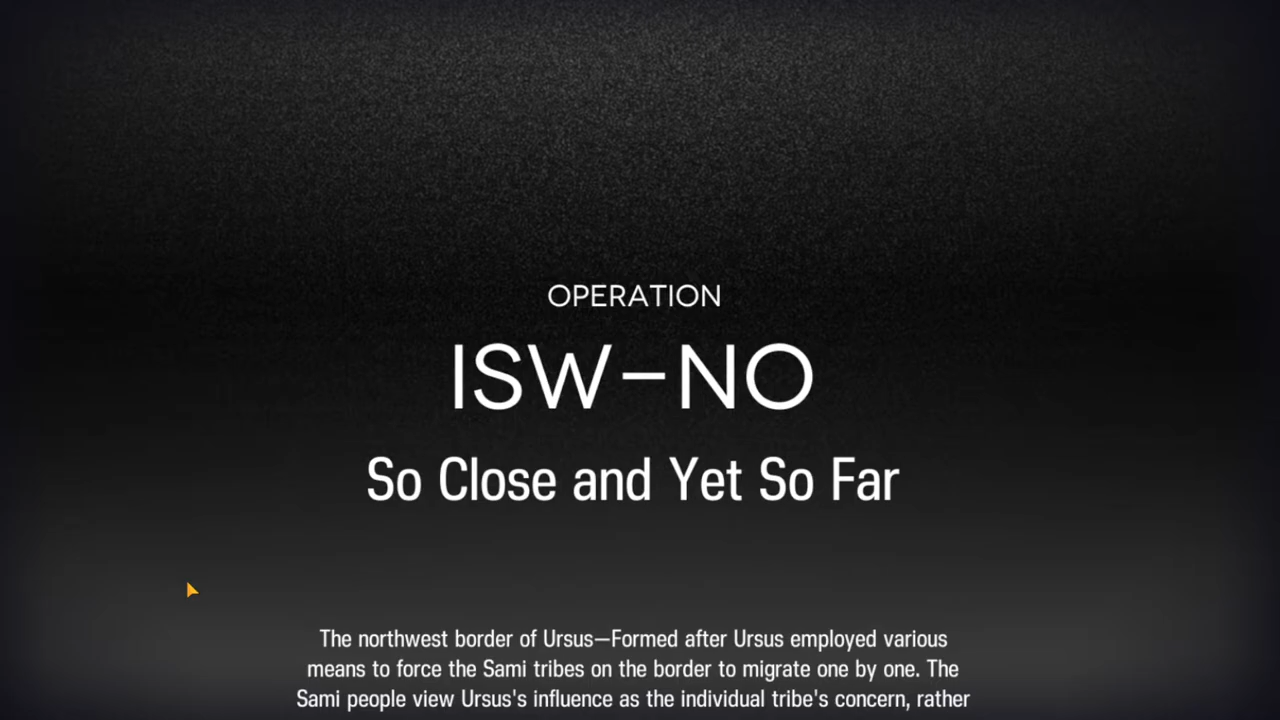 OPERATION
ISW-NO
So Close and Yet So Far
The northwest border of Ursus—Formed after Ursus employed various
means to force the Sami tribes on the border to migrate one by one. The
Sami people view Ursus's influence as the individual tribe's concern, rather